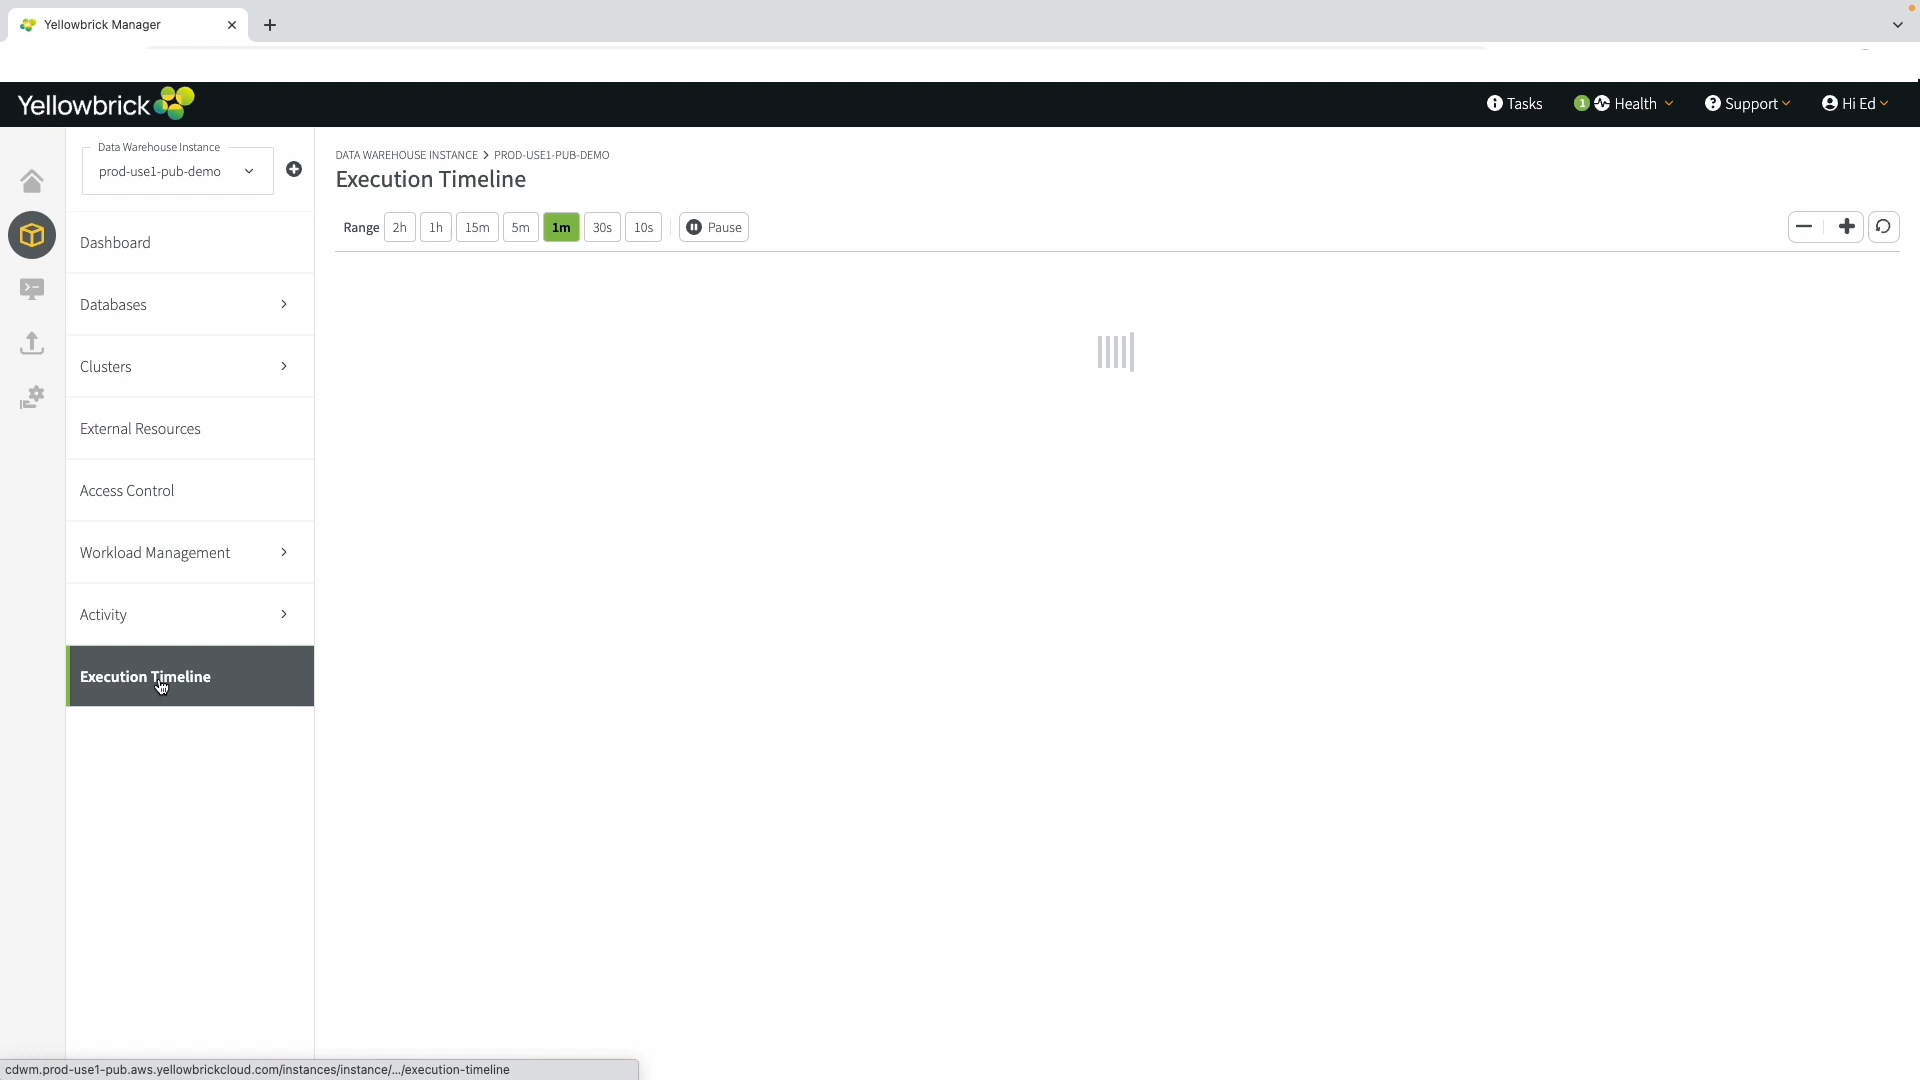 Yellowbrick Manager
Yellowbrick
1
Tasks
1 Health
Support
Hi Ed
Data Warehouse Instance
prod-use1-pub-demo
Dashboard
Databases
Clusters
External Resources
Access Control
Workload Management
Activity
Execution Timeline
DATA WAREHOUSE INSTANCE > PROD-USE1-PUB-DEMO
Execution Timeline
Range 2h 1h 15m 5m 1m 30s 10s Pause
cdwm.prod-use1-pub.aws.yellowbrickcloud.com/instances/instance/.../execution-timeline